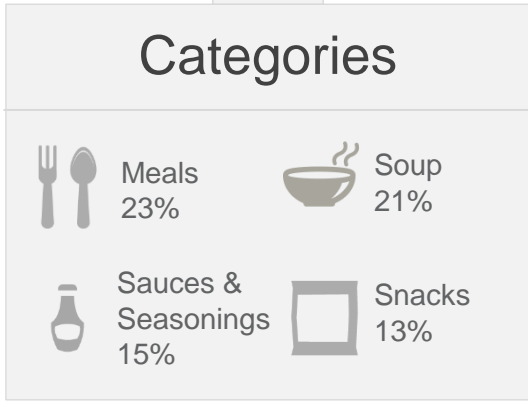 Categories
Meals
23%
Soup
21%
Sauces &
Seasonings
15%
Snacks
13%